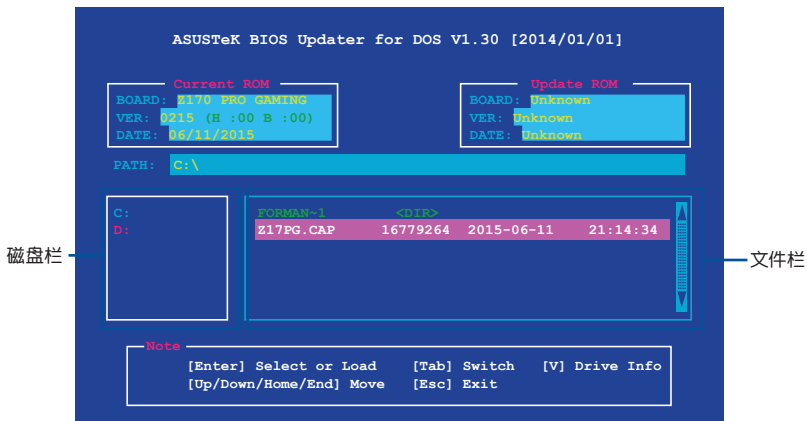 ASUSTeK BIOS Updater for DOS V1.30 [2014/01/01]
Current ROM
BOARD: Z170 PRO GAMING
VER: 0215 (H :00 B :00)
DATE: 06/11/2015
Update ROM
BOARD: Unknown
VER: Unknown
DATE: Unknown
PATH: C:\
C:
D:
FORMAN~1 <DIR>
Z17PG.CAP 16779264 2015-06-11 21:14:34
磁盘栏
文件栏
Note
[Enter] Select or Load [Tab] Switch [V] Drive Info
[Up/Down/Home/End] Move [Esc] Exit